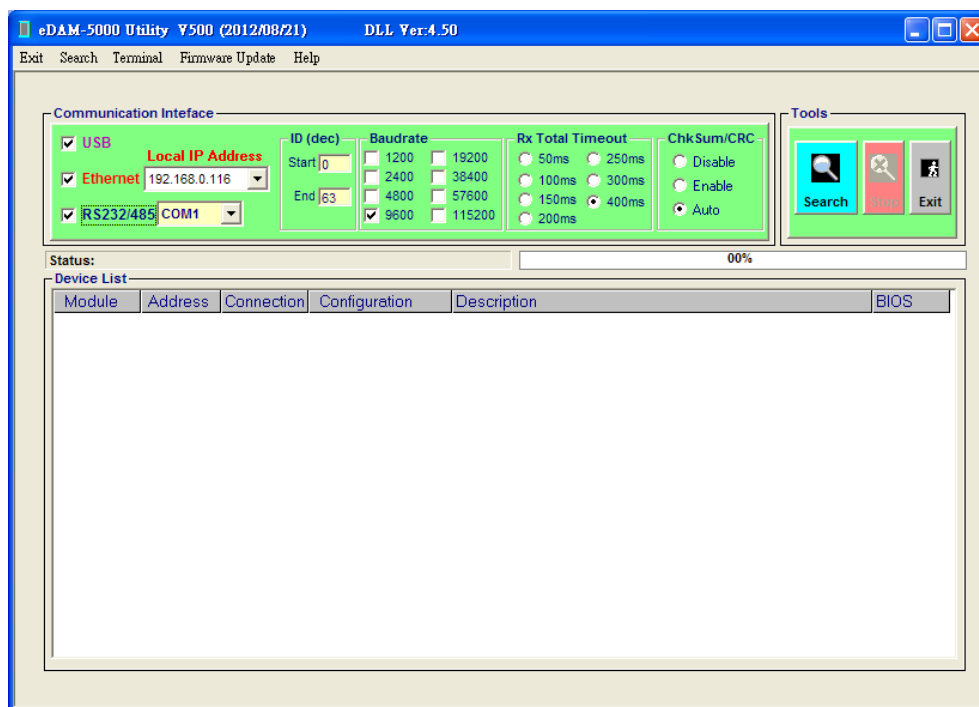 eDAM-5000 Utility V500 (2012/08/21) DLL Ver:4.50
Exit Search Terminal Firmware Update Help
Communication Inteface
Tools
USB
Local IP Address
Ethernet 192.168.0.116
RS232/485 COM1
ID (dec)
Start 0
End 63
Baudrate
1200 19200
2400 38400
4800 57600
9600 115200
Rx Total Timeout
50ms 250ms
100ms 300ms
150ms 400ms
200ms
ChkSum/CRC
Disable
Enable
Auto
Search Stop Exit
Status:
00%
Device List
Module Address Connection Configuration Description BIOS